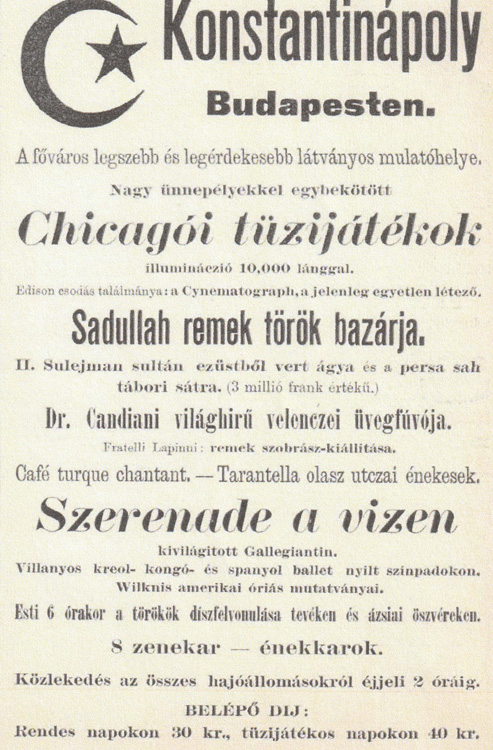 Konstantinápoly
Budapesten.
A főváros legszebb és legérdekesebb látványos mulatóhelye.
Nagy ünnepélyekkel egybekötött
Chicagói tüzijátékok
illumináczió 10,000 lánggal.
Edison csodás találmánya: a Cynematograph, a jelenleg egyetlen létező.
Sadullah remek török bazárja.
II. Sulejman sultán ezüstből vert ágya és a persa sah
tábori sátra. (3 millió frank értékü.)
Dr. Candiani világhirű velenczei üvegfúvója.
Fratelli Lapinni: remek szobrász-kiállitása.
Café turque chantant. — Tarantella olasz utczai énekesek.
Szerenade a vizen
kivilágitott Gallegiantin.
Villanyos kreol- kongó- és spanyol ballet nyilt szinpadokon.
Wilknis amerikai óriás mutatványai.
Esti 6 órakor a törökök díszfelvonulása tevéken és ázsiai öszvéreken.
8 zenekar — énekkarok.
Közlekedés az összes hajóállomásokról éjjeli 2 óráig.
BELÉPŐ DIJ:
Rendes napokon 30 kr., tüzijátékos napokon 40 kr.